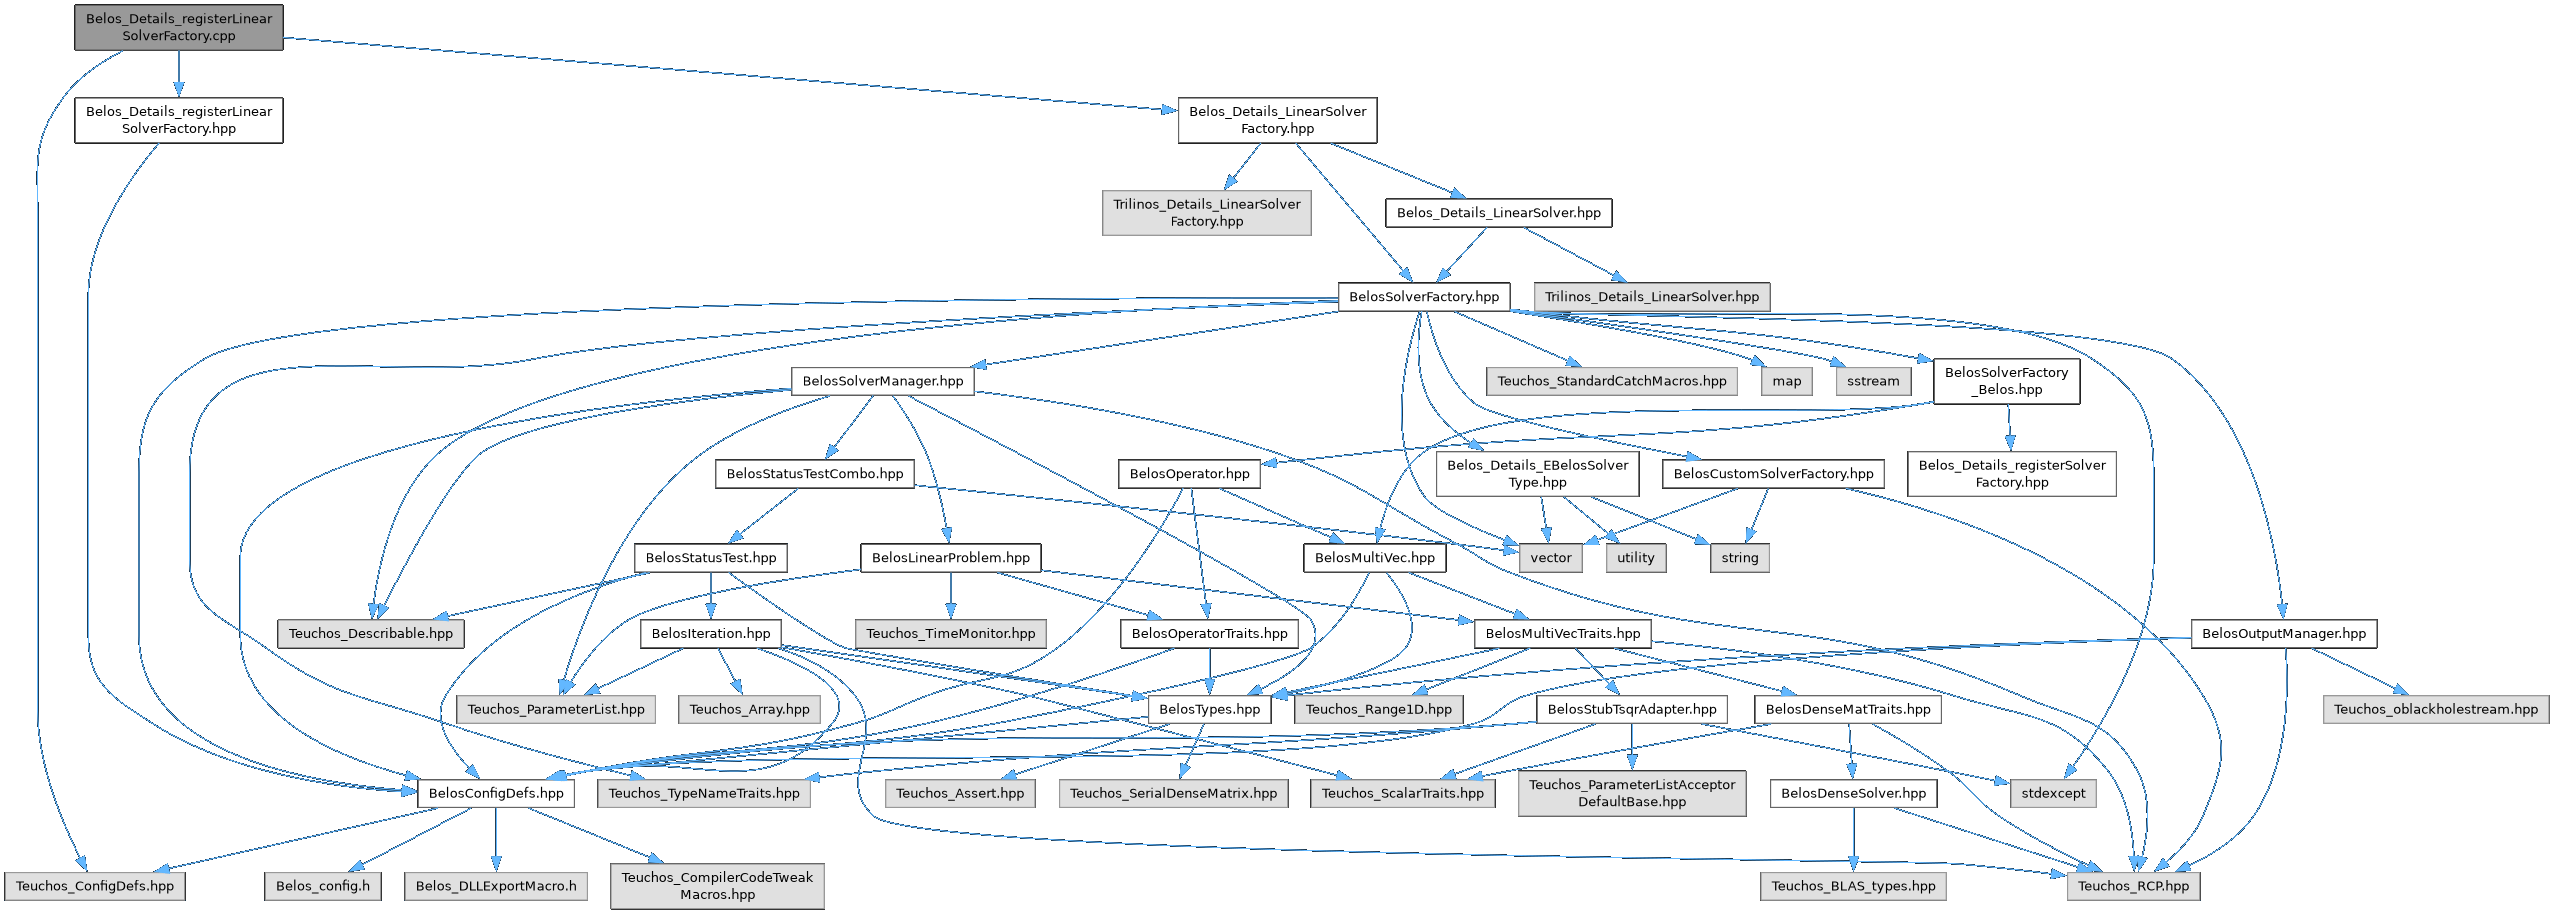 Belos_Details_registerLinear
SolverFactory.cpp
Belos_Details_registerLinear
SolverFactory.hpp
Belos_Details_LinearSolver
Factory.hpp
Trilinos_Details_LinearSolver
Factory.hpp
Belos_Details_LinearSolver.hpp
BelosSolverFactory.hpp
Trilinos_Details_LinearSolver.hpp
BelosSolverManager.hpp
Teuchos_StandardCatchMacros.hpp
map
sstream
BelosSolverFactory
_Belos.hpp
BelosStatusTestCombo.hpp
BelosOperator.hpp
Belos_Details_EBelosSolver
Type.hpp
BelosCustomSolverFactory.hpp
Belos_Details_registerSolver
Factory.hpp
BelosStatusTest.hpp
BelosLinearProblem.hpp
BelosMultiVec.hpp
vector
utility
string
Teuchos_Describable.hpp
BelosIteration.hpp
Teuchos_TimeMonitor.hpp
BelosOperatorTraits.hpp
BelosMultiVecTraits.hpp
BelosOutputManager.hpp
Teuchos_ParameterList.hpp
Teuchos_Array.hpp
BelosTypes.hpp
Teuchos_Range1D.hpp
BelosStubTsqrAdapter.hpp
BelosDenseMatTraits.hpp
Teuchos_oblackholestream.hpp
BelosConfigDefs.hpp
Teuchos_TypeNameTraits.hpp
Teuchos_Assert.hpp
Teuchos_SerialDenseMatrix.hpp
Teuchos_ScalarTraits.hpp
Teuchos_ParameterListAcceptor
DefaultBase.hpp
BelosDenseSolver.hpp
stdexcept
Teuchos_ConfigDefs.hpp
Belos_config.h
Belos_DLLExportMacro.h
Teuchos_CompilerCodeTweak
Macros.hpp
Teuchos_BLAS_types.hpp
Teuchos_RCP.hpp